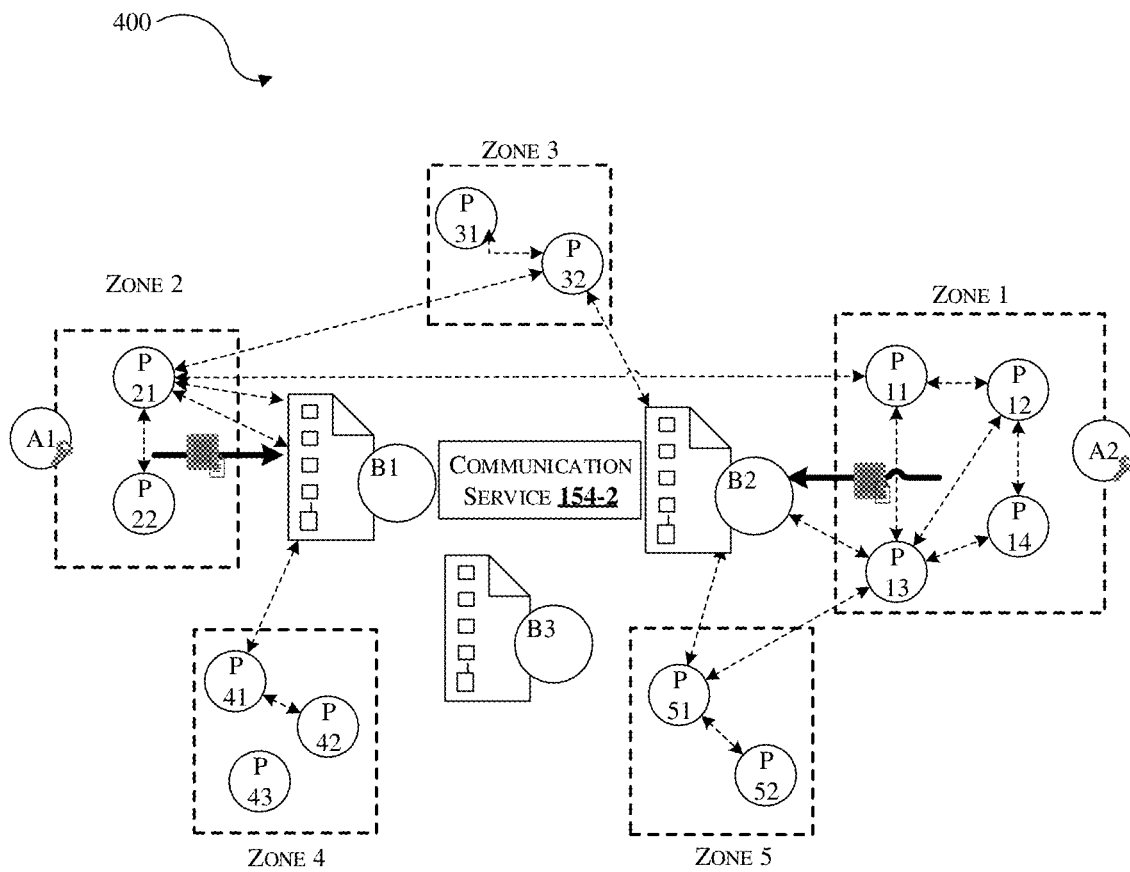 400
ZONE 3
P
31
P
32
ZONE 2
ZONE 1
P
21
P
11
P
12
A1
A2
B1
COMMUNICATION
SERVICE 154-2
B2
P
22
P
14
P
13
B3
P
41
P
42
P
43
P
51
P
52
ZONE 4
ZONE 5